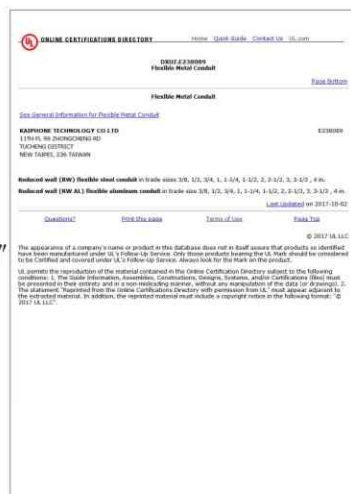 UL
ONLINE CERTIFICATIONS DIRECTORY
Home Quick Guide Contact Us UL.com
DXUZ.E238089
Flexible Metal Conduit
Page Bottom
Flexible Metal Conduit
See General Information for Flexible Metal Conduit
KAIPHONE TECHNOLOGY CO LTD E238089
11TH FL 98 ZHONGCHENG RD
TUCHENG DISTRICT
NEW TAIPEI, 236 TAIWAN
Reduced wall (RW) flexible steel conduit in trade sizes 3/8, 1/2, 3/4, 1, 1-1/4, 1-1/2, 2, 2-1/2, 3, 3-1/2 , 4 in.
Reduced wall (RW AL) flexible aluminum conduit in trade size 3/8, 1/2, 3/4, 1, 1-1/4, 1-1/2, 2, 2-1/2, 3, 3-1/2 , 4 in.
Last Updated on 2017-10-02
Questions? Print this page Terms of Use Page Top
© 2017 UL LLC
"
The appearance of a company's name or product in this database does not in itself assure that products so identified
have been manufactured under UL's Follow-Up Service. Only those products bearing the UL Mark should be considered
to be Certified and covered under UL's Follow-Up Service. Always look for the Mark on the product.
UL permits the reproduction of the material contained in the Online Certification Directory subject to the following
conditions: 1. The Guide Information, Assemblies, Constructions, Designs, Systems, and/or Certifications (files) must
be presented in their entirety and in a non-misleading manner, without any manipulation of the data (or drawings). 2.
The statement "Reprinted from the Online Certifications Directory with permission from UL" must appear adjacent to
the extracted material. In addition, the reprinted material must include a copyright notice in the following format: "©
2017 UL LLC".